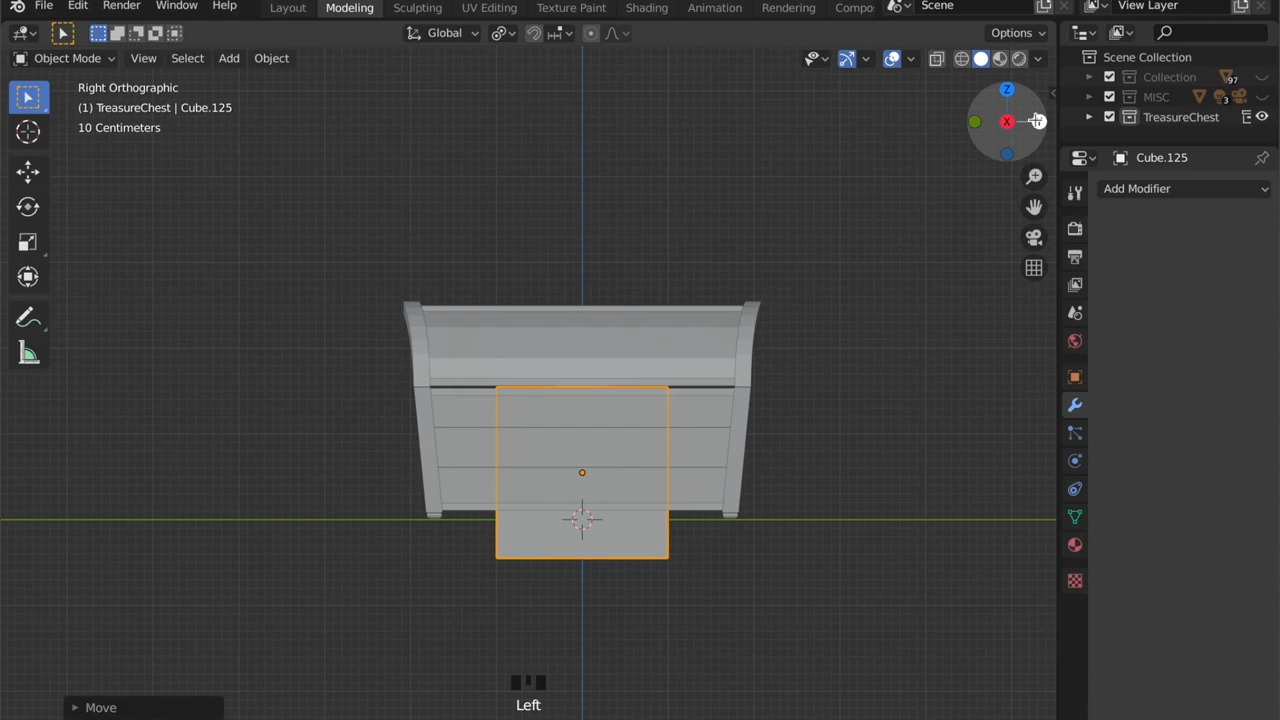 File Edit Render Window Help
Layout Modeling Sculpting UV Editing Texture Paint Shading Animation Rendering Compo
Scene
View Layer
Global
Options
Object Mode View Select Add Object
Scene Collection
Collection 97
MISC 3
TreasureChest
Right Orthographic
(1) TreasureChest | Cube.125
10 Centimeters
Z
X
Cube.125
Add Modifier
Left
Move